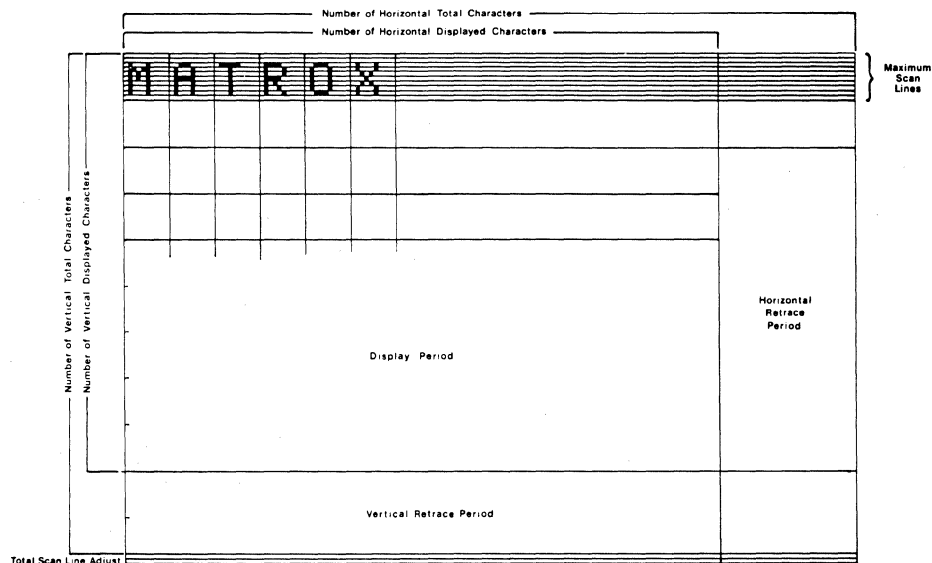 Number of Horizontal Total Characters
Number of Horizontal Displayed Characters
MATROX
Maximum
Scan
Lines
Number of Vertical Total Characters
Number of Vertical Displayed Characters
Horizontal
Retrace
Period
Display Period
Vertical Retrace Period
Total Scan Line Adjust